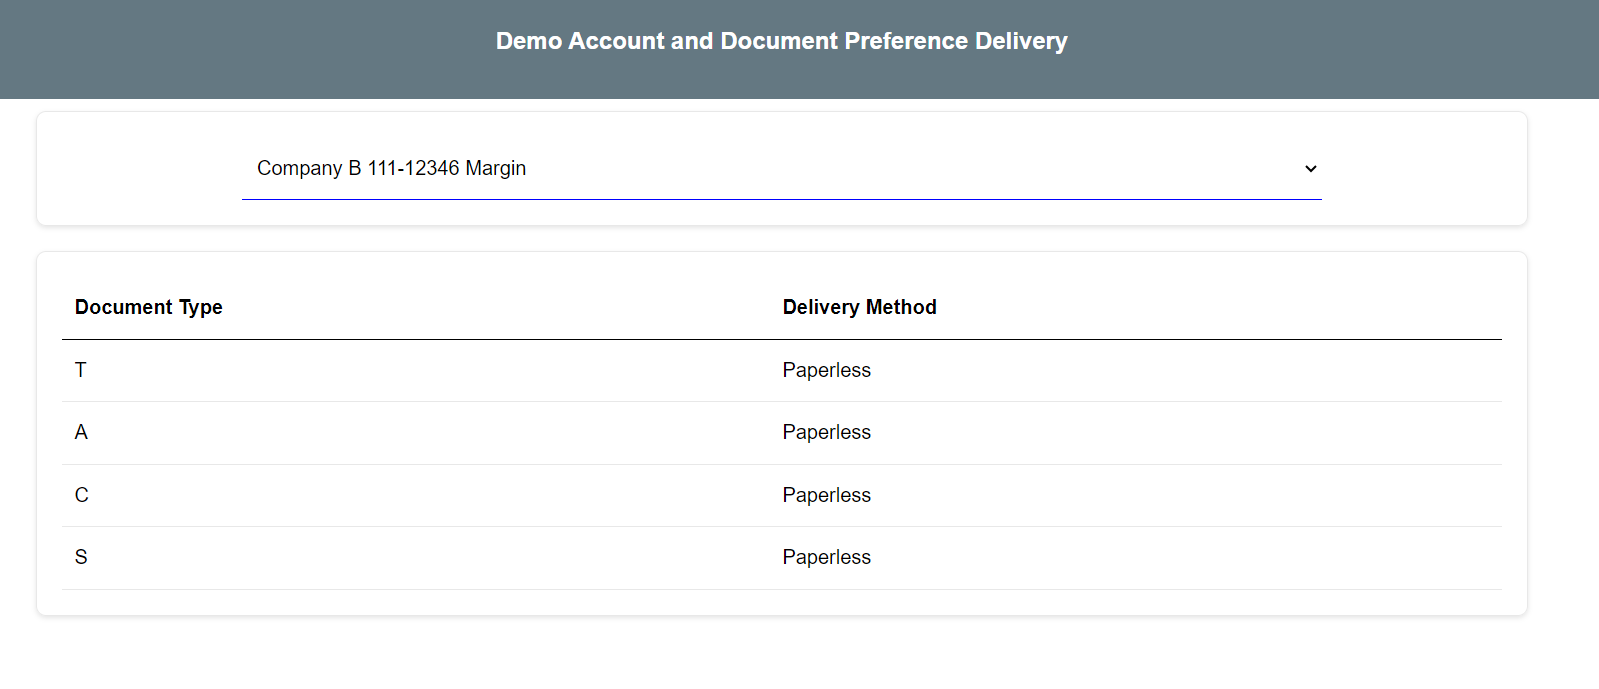 Demo Account and Document Preference Delivery
Company B 111-12346 Margin
Document Type Delivery Method
T Paperless
A Paperless
C Paperless
S Paperless